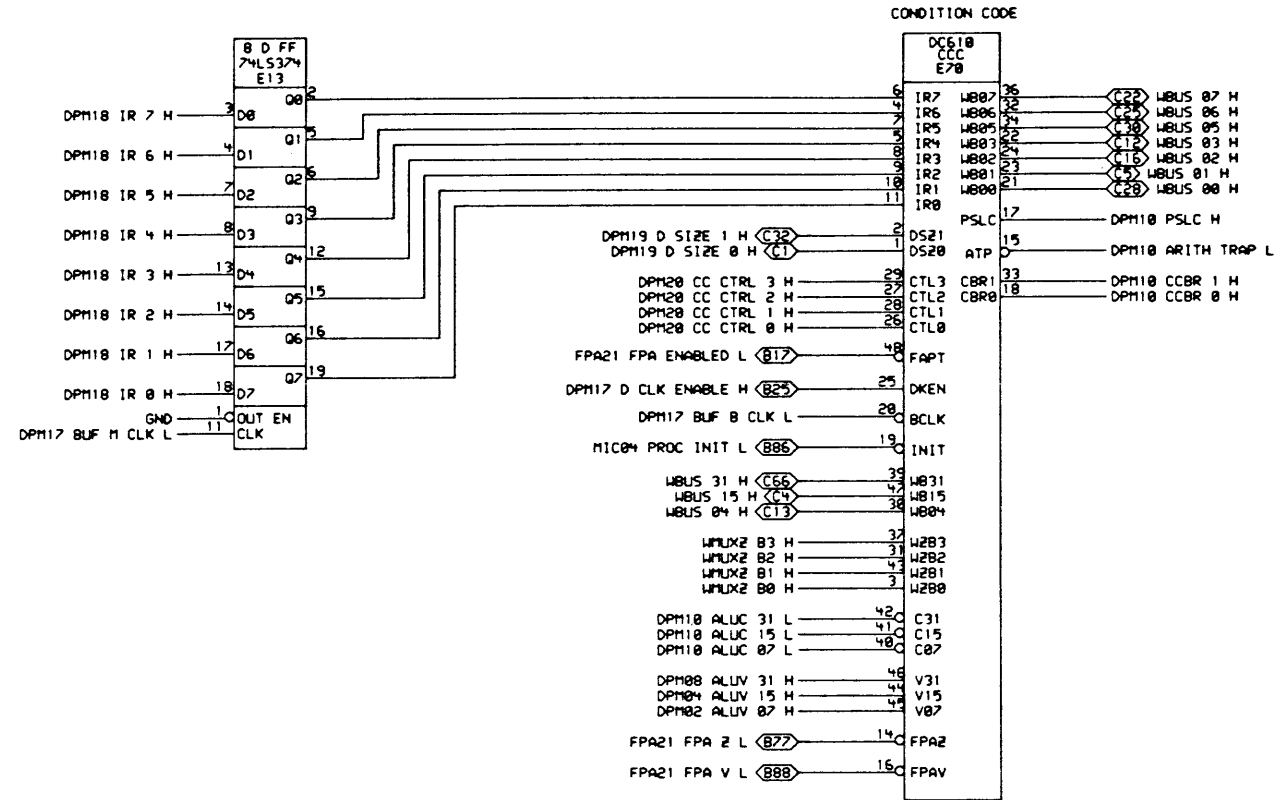 CONDITION CODE
8 D FF
74LS374
E13
DPM18 IR 7 H 3 D0 Q0 2
DPM18 IR 6 H 4 D1 Q1 5
DPM18 IR 5 H 7 D2 Q2 6
DPM18 IR 4 H 8 D3 Q3 9
DPM18 IR 3 H 13 D4 Q4 12
DPM18 IR 2 H 14 D5 Q5 15
DPM18 IR 1 H 17 D6 Q6 16
DPM18 IR 0 H 18 D7 Q7 19
GND 1 OUT EN
DPM17 BUF M CLK L 11 CLK
DC610
CCC
E70
6 IR7 WB07 36 C22 WBUS 07 H
4 IR6 WB06 32 C25 WBUS 06 H
7 IR5 WB05 34 C30 WBUS 05 H
5 IR4 WB03 22 C12 WBUS 03 H
8 IR3 WB02 24 C16 WBUS 02 H
9 IR2 WB01 23 C5 WBUS 01 H
10 IR1 WB00 21 C28 WBUS 00 H
11 IR0
PSLC 17 DPM10 PSLC H
DPM19 D SIZE 1 H C32 2 DSZ1
DPM19 D SIZE 0 H C1 1 DSZ0 ATP 15 DPM10 ARITH TRAP L
DPM20 CC CTRL 3 H 29 CTL3 CBR1 33 DPM10 CCBR 1 H
DPM20 CC CTRL 2 H 27 CTL2 CBR0 18 DPM10 CCBR 0 H
DPM20 CC CTRL 1 H 28 CTL1
DPM20 CC CTRL 0 H 26 CTL0
FPA21 FPA ENABLED L B17 48 FAPT
DPM17 D CLK ENABLE H B25 25 DKEN
DPM17 BUF B CLK L 20 BCLK
MIC04 PROC INIT L B86 19 INIT
WBUS 31 H C66 39 WB31
WBUS 15 H C4 47 WB15
WBUS 04 H C13 30 WB04
WMUXZ B3 H 37 WZB3
WMUXZ B2 H 31 WZB2
WMUXZ B1 H 43 WZB1
WMUXZ B0 H 3 WZB0
DPM10 ALUC 31 L 42 C31
DPM10 ALUC 15 L 41 C15
DPM10 ALUC 07 L 40 C07
DPM08 ALUV 31 H 46 V31
DPM04 ALUV 15 H 44 V15
DPM02 ALUV 07 H 45 V07
FPA21 FPA Z L B77 14 FPAZ
FPA21 FPA V L B88 16 FPAV